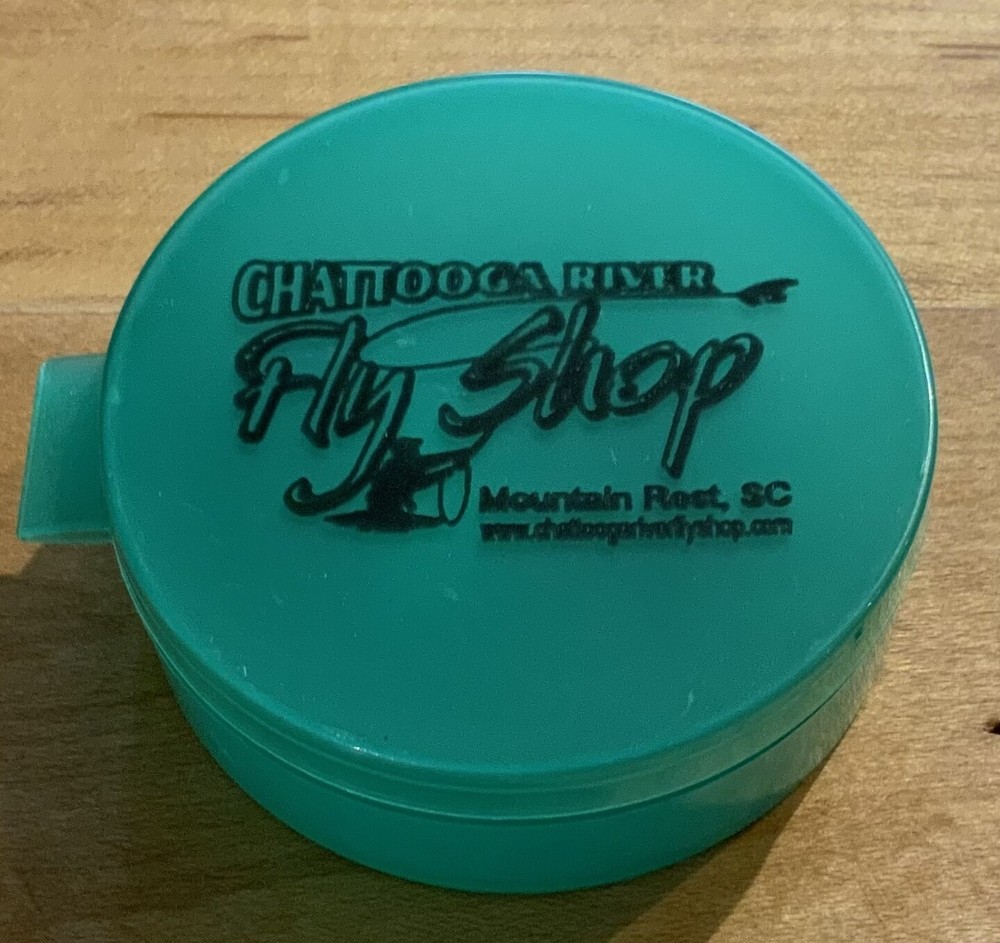 CHATTOOGA RIVER
Fly Shop
Mountain Rest, SC
www.chattoogariverflyshop.com